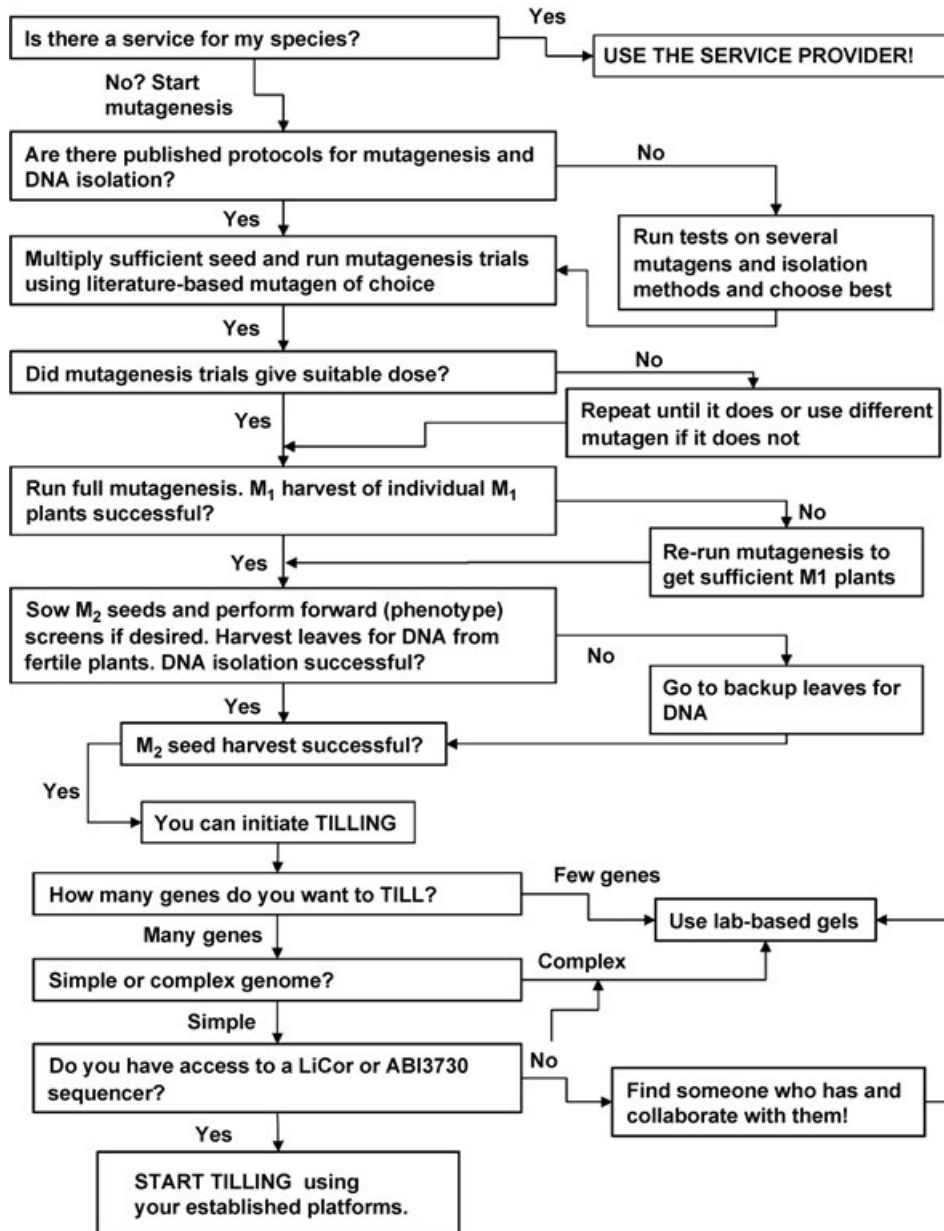 Is there a service for my species?
Yes
USE THE SERVICE PROVIDER!
No? Start
mutagenesis
Are there published protocols for mutagenesis and
DNA isolation?
No
Yes
Run tests on several
mutagens and isolation
methods and choose best
Multiply sufficient seed and run mutagenesis trials
using literature-based mutagen of choice
Yes
Did mutagenesis trials give suitable dose?
No
Yes
Repeat until it does or use different
mutagen if it does not
Run full mutagenesis. M₁ harvest of individual M₁
plants successful?
No
Yes
Re-run mutagenesis to
get sufficient M1 plants
Sow M₂ seeds and perform forward (phenotype)
screens if desired. Harvest leaves for DNA from
fertile plants. DNA isolation successful?
No
Yes
Go to backup leaves for
DNA
M₂ seed harvest successful?
Yes
You can initiate TILLING
How many genes do you want to TILL?
Few genes
Use lab-based gels
Many genes
Simple or complex genome?
Complex
Simple
Do you have access to a LiCor or ABI3730
sequencer?
No
Find someone who has and
collaborate with them!
Yes
START TILLING using
your established platforms.